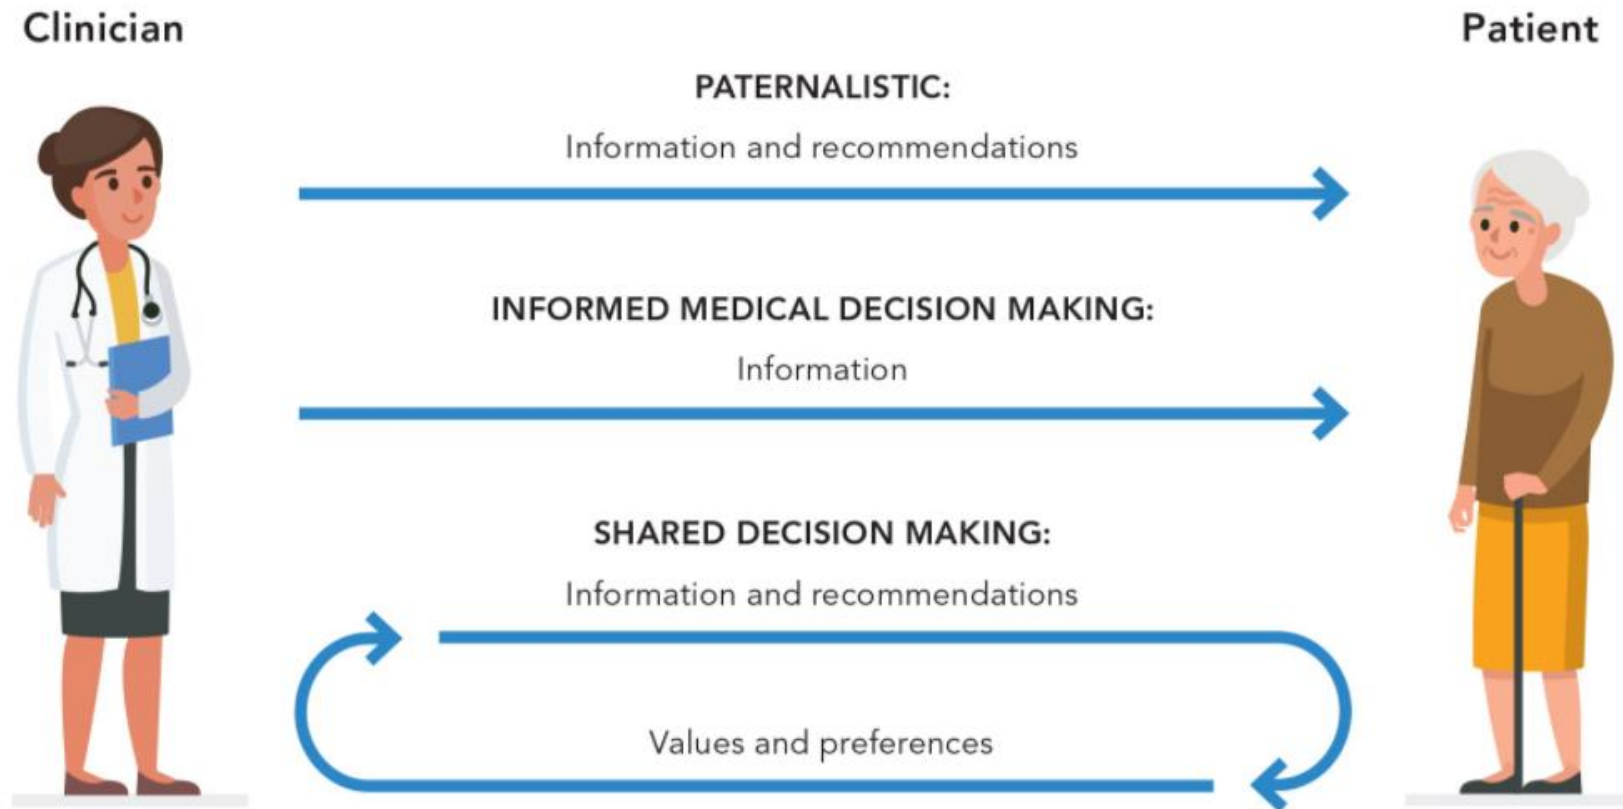 Clinician
Patient
PATERNALISTIC:
Information and recommendations
INFORMED MEDICAL DECISION MAKING:
Information
SHARED DECISION MAKING:
Information and recommendations
Values and preferences